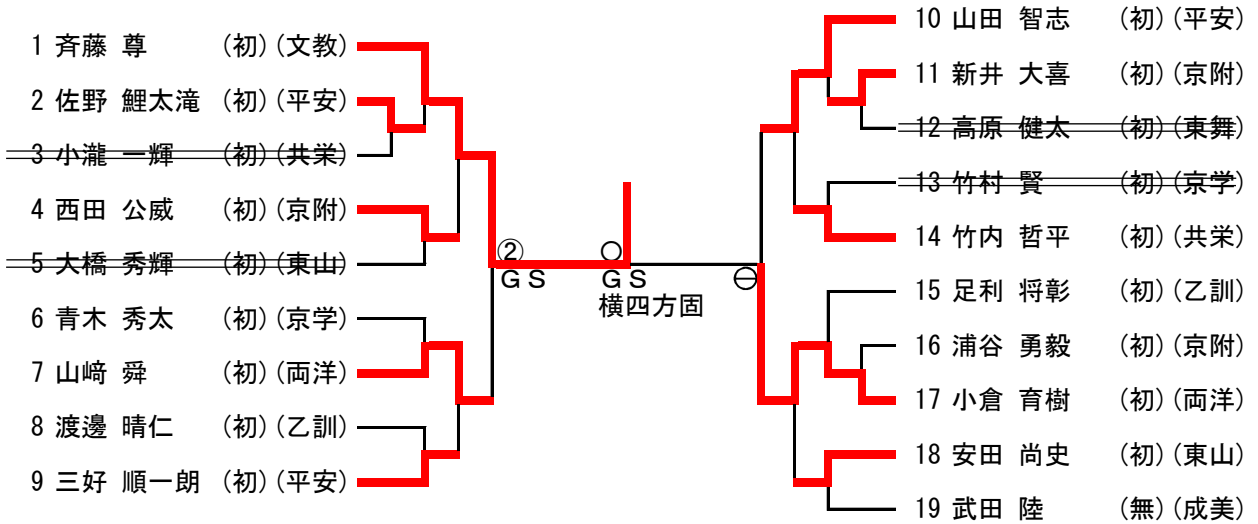 1 斉藤 尊 (初)(文教)
2 佐野 鯉太滝 (初)(平安)
3 小瀧 一輝 (初)(共栄)
4 西田 公威 (初)(京附)
5 大橋 秀輝 (初)(東山)
6 青木 秀太 (初)(京学)
7 山﨑 舜 (初)(両洋)
8 渡邊 晴仁 (初)(乙訓)
9 三好 順一朗 (初)(平安)
② ○
GS GS
横四方固
10 山田 智志 (初)(平安)
11 新井 大喜 (初)(京附)
12 高原 健太 (初)(東舞)
13 竹村 賢 (初)(京学)
14 竹内 哲平 (初)(共栄)
15 足利 将彰 (初)(乙訓)
16 浦谷 勇毅 (初)(京附)
17 小倉 育樹 (初)(両洋)
18 安田 尚史 (初)(東山)
19 武田 陸 (無)(成美)